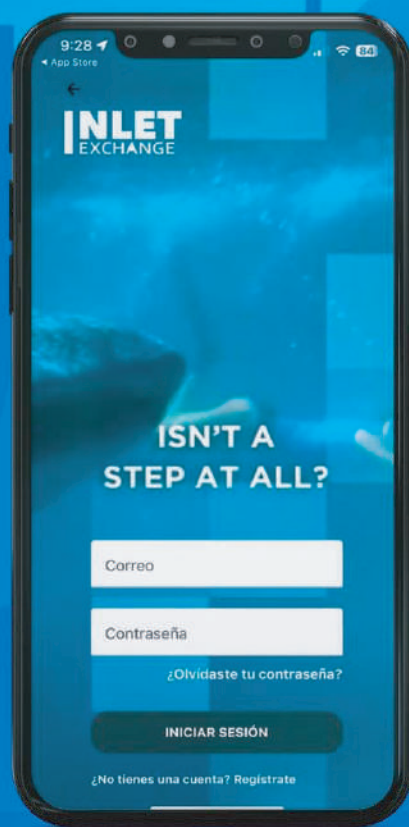 9:28
84
◄ App Store
INLET
EXCHANGE
ISN'T A
STEP AT ALL?
Correo
Contraseña
¿Olvidaste tu contraseña?
INICIAR SESIÓN
¿No tienes una cuenta? Regístrate